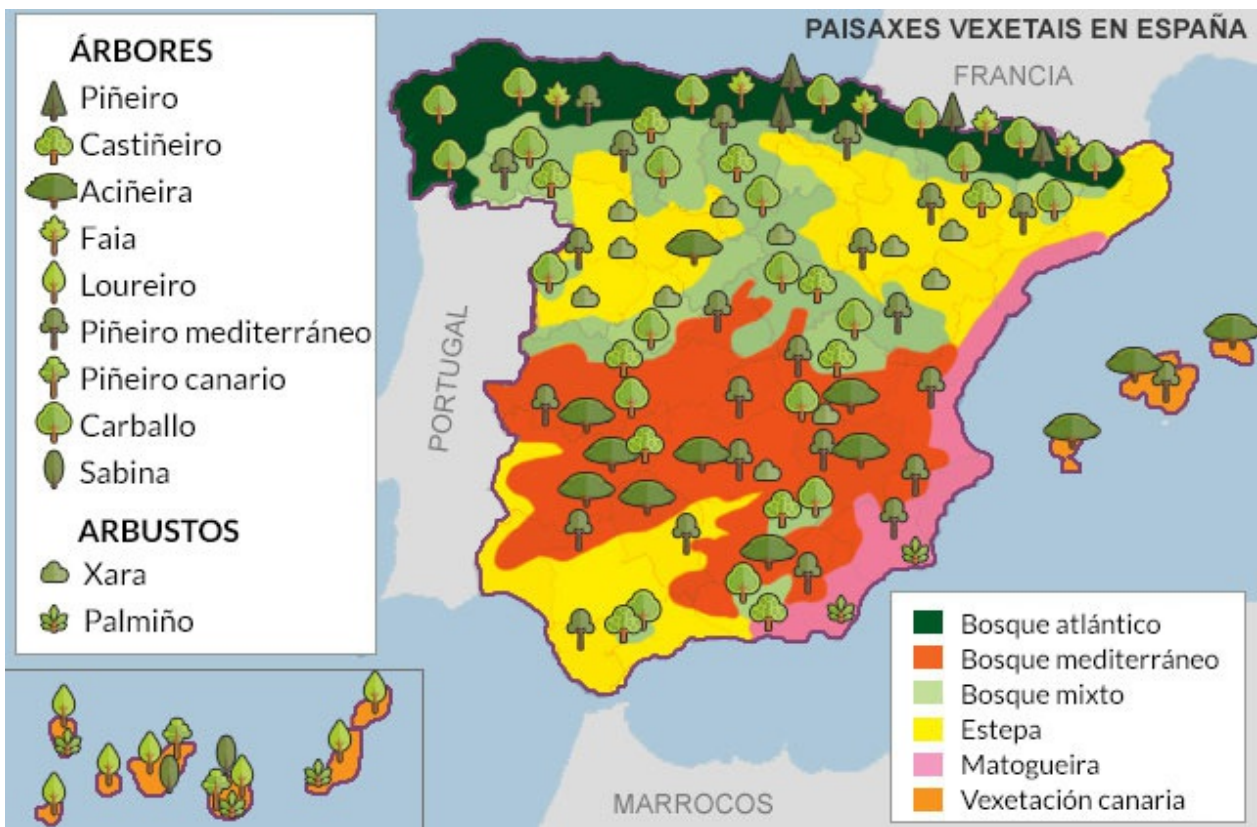 PAISAXES VEXETAIS EN ESPAÑA
ÁRBORES
Piñeiro
Castiñeiro
Aciñeira
Faia
Loureiro
Piñeiro mediterráneo
Piñeiro canario
Carballo
Sabina
ARBUSTOS
Xara
Palmiño
FRANCIA
PORTUGAL
MARROCOS
Bosque atlántico
Bosque mediterráneo
Bosque mixto
Estepa
Matogueira
Vexetación canaria